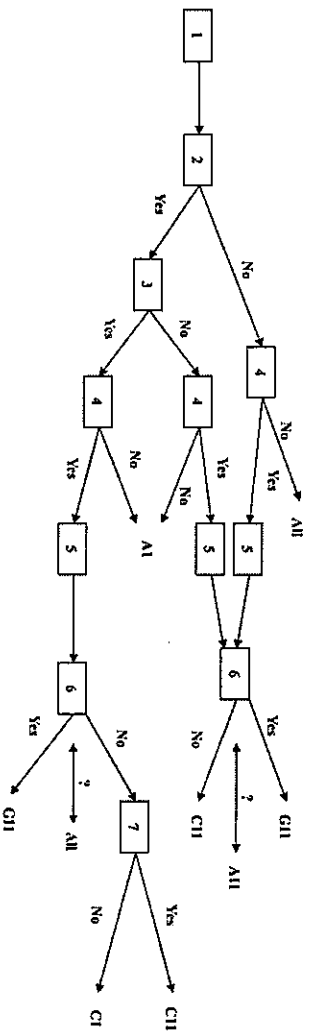 1
2
No
Yes
4
No
AII
Yes
5
3
No
Yes
4
Yes
No
5
6
Yes
GII
?
AII
No
CII
4
No
AI
Yes
5
6
No
?
AII
Yes
GII
7
Yes
CII
No
CI